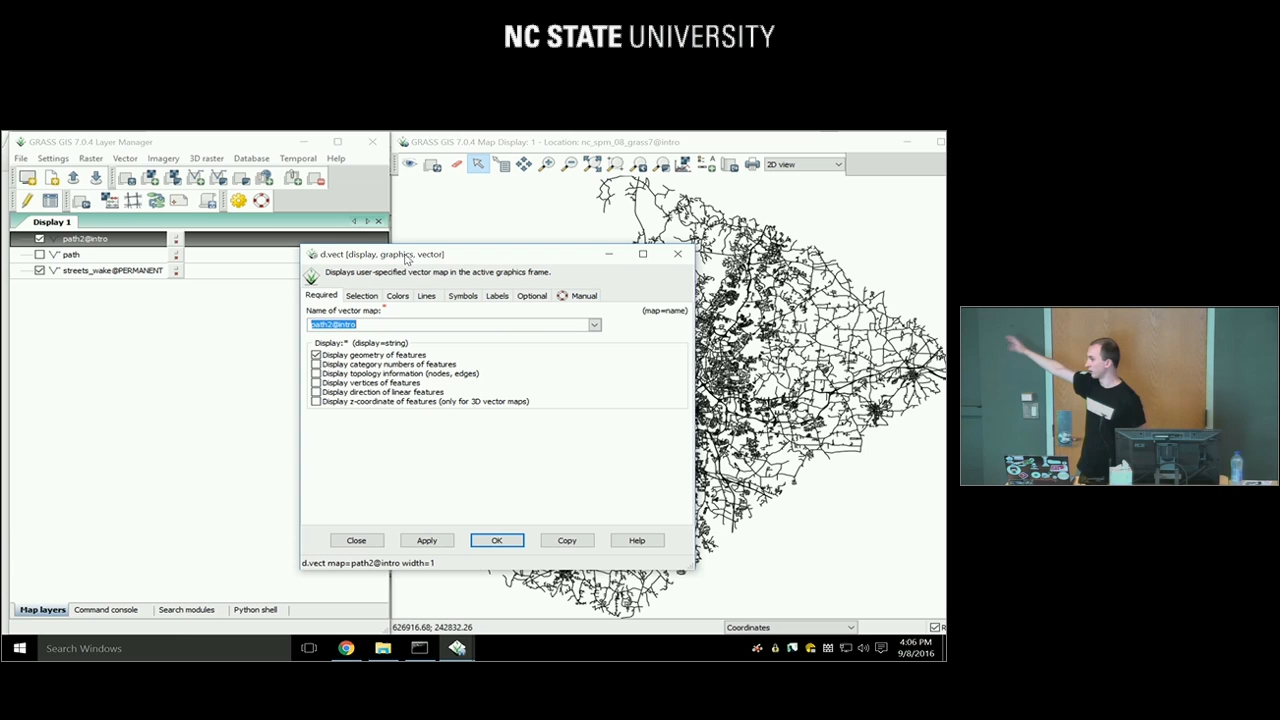 NC STATE UNIVERSITY
GRASS GIS 7.0.4 Layer Manager
File Settings Raster Vector Imagery 3D raster Database Temporal Help
Display 1
path2@intro
path
streets_wake@PERMANENT
Map layers Command console Search modules Python shell
GRASS GIS 7.0.4 Map Display: 1 - Location: nc_spm_08_grass7@intro
2D view
d.vect [display, graphics, vector]
Displays user-specified vector map in the active graphics frame.
Required Selection Colors Lines Symbols Labels Optional Manual
Name of vector map:* (map=name)
path2@intro
Display:* (display=string)
Display geometry of features
Display category numbers of features
Display topology information (nodes, edges)
Display vertices of features
Display direction of linear features
Display z-coordinate of features (only for 3D vector maps)
Close Apply OK Copy Help
d.vect map=path2@intro width=1
626916.68; 242832.26 Coordinates R
Search Windows
4:06 PM
9/8/2016